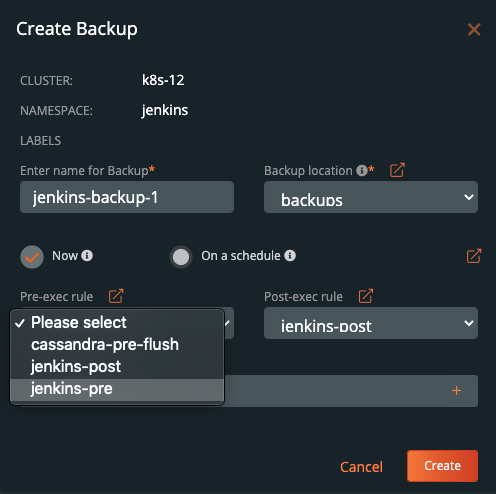 Create Backup
CLUSTER: k8s-12
NAMESPACE: jenkins
LABELS
Enter name for Backup* Backup location *
jenkins-backup-1 backups
Now On a schedule
Pre-exec rule Post-exec rule
✓ Please select jenkins-post
cassandra-pre-flush
jenkins-post
jenkins-pre
+
Cancel Create